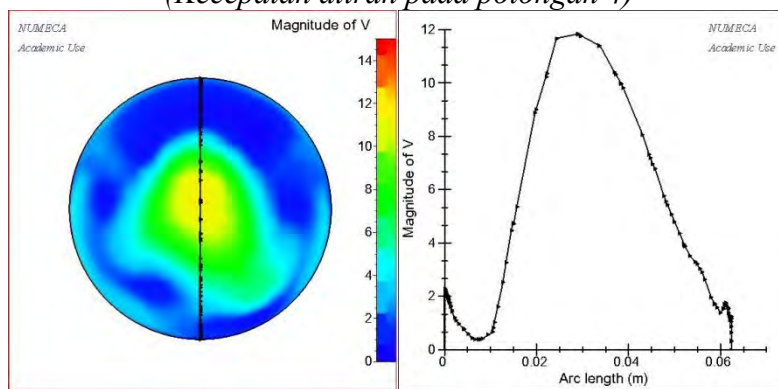 (Kecepatan aliran pada potongan 4)
NUMECA
Academic Use
Magnitude of V
14
12
10
8
6
4
2
0
NUMECA
Academic Use
12
10
8
6
4
2
0
Magnitude of V
0
0.02
0.04
0.06
Arc length (m)